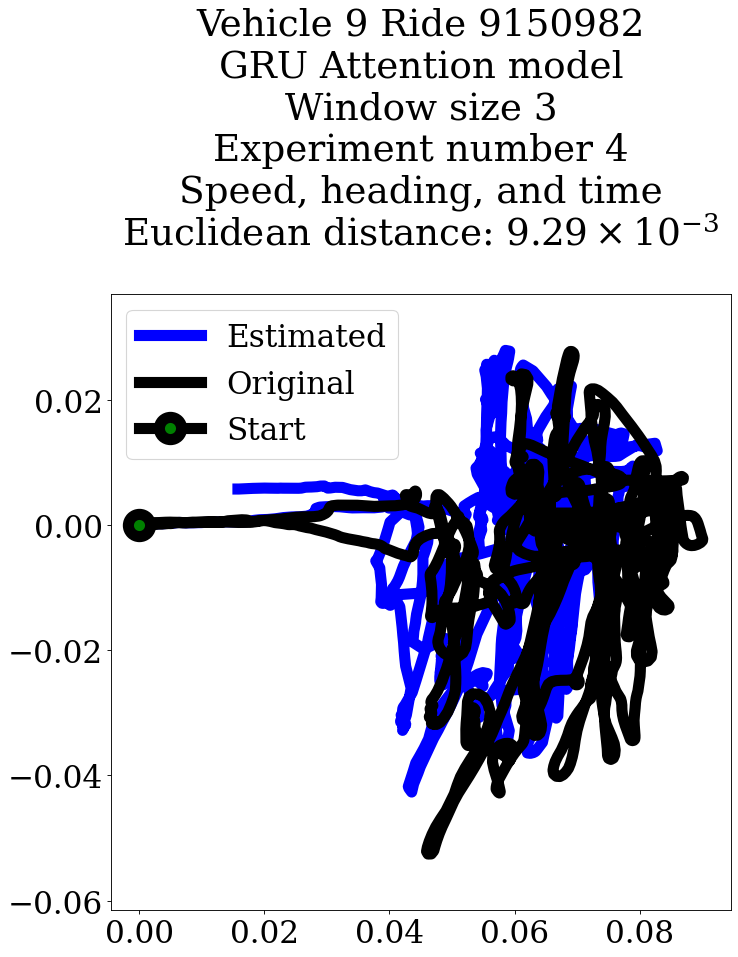 Vehicle 9 Ride 9150982
GRU Attention model
Window size 3
Experiment number 4
Speed, heading, and time
Euclidean distance: 9.29 × 10⁻³
Estimated
Original
Start
0.02
0.00
−0.02
−0.04
−0.06
0.00 0.02 0.04 0.06 0.08